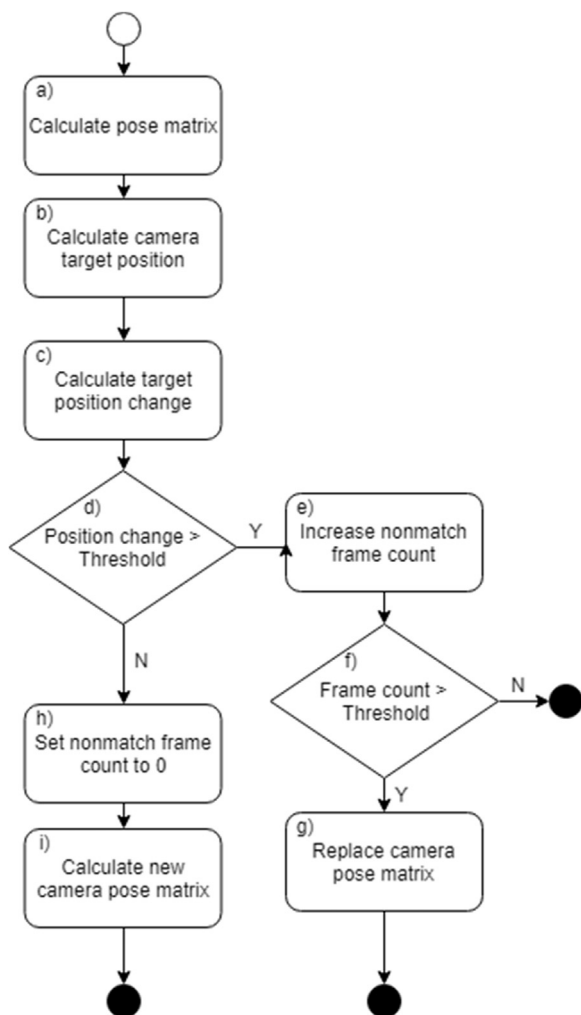 a)
Calculate pose matrix
b)
Calculate camera
target position
c)
Calculate target
position change
d)
Position change >
Threshold
Y
N
e)
Increase nonmatch
frame count
f)
Frame count >
Threshold
N
Y
g)
Replace camera
pose matrix
h)
Set nonmatch frame
count to 0
i)
Calculate new
camera pose matrix